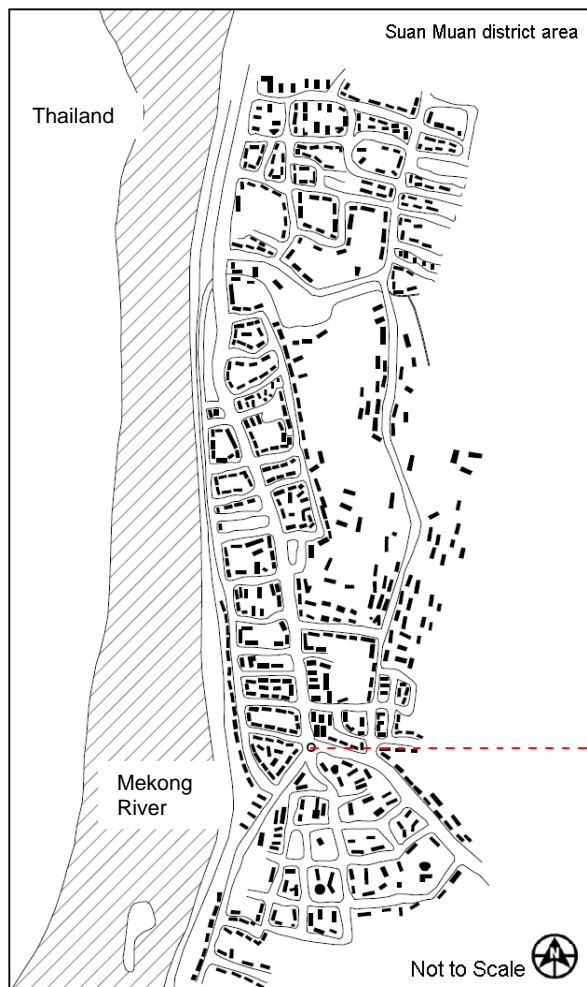 Suan Muan district area
Thailand
Mekong
River
Not to Scale
N